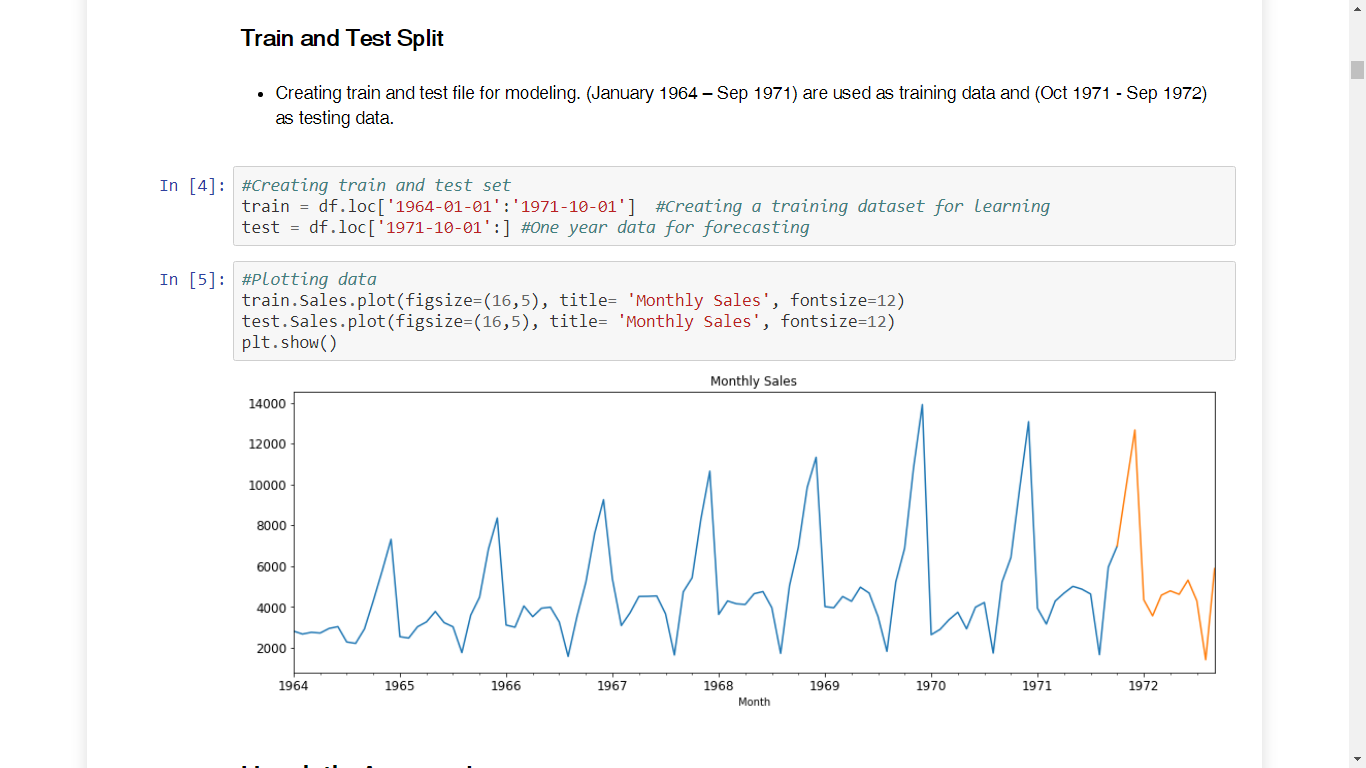 Train and Test Split
• Creating train and test file for modeling. (January 1964 – Sep 1971) are used as training data and (Oct 1971 - Sep 1972)
as testing data.
In [4]: #Creating train and test set
train = df.loc['1964-01-01':'1971-10-01']  #Creating a training dataset for learning
test = df.loc['1971-10-01':] #One year data for forecasting
In [5]: #Plotting data
train.Sales.plot(figsize=(16,5), title= 'Monthly Sales', fontsize=12)
test.Sales.plot(figsize=(16,5), title= 'Monthly Sales', fontsize=12)
plt.show()
Monthly Sales
14000
12000
10000
8000
6000
4000
2000
1964 1965 1966 1967 1968 1969 1970 1971 1972
Month